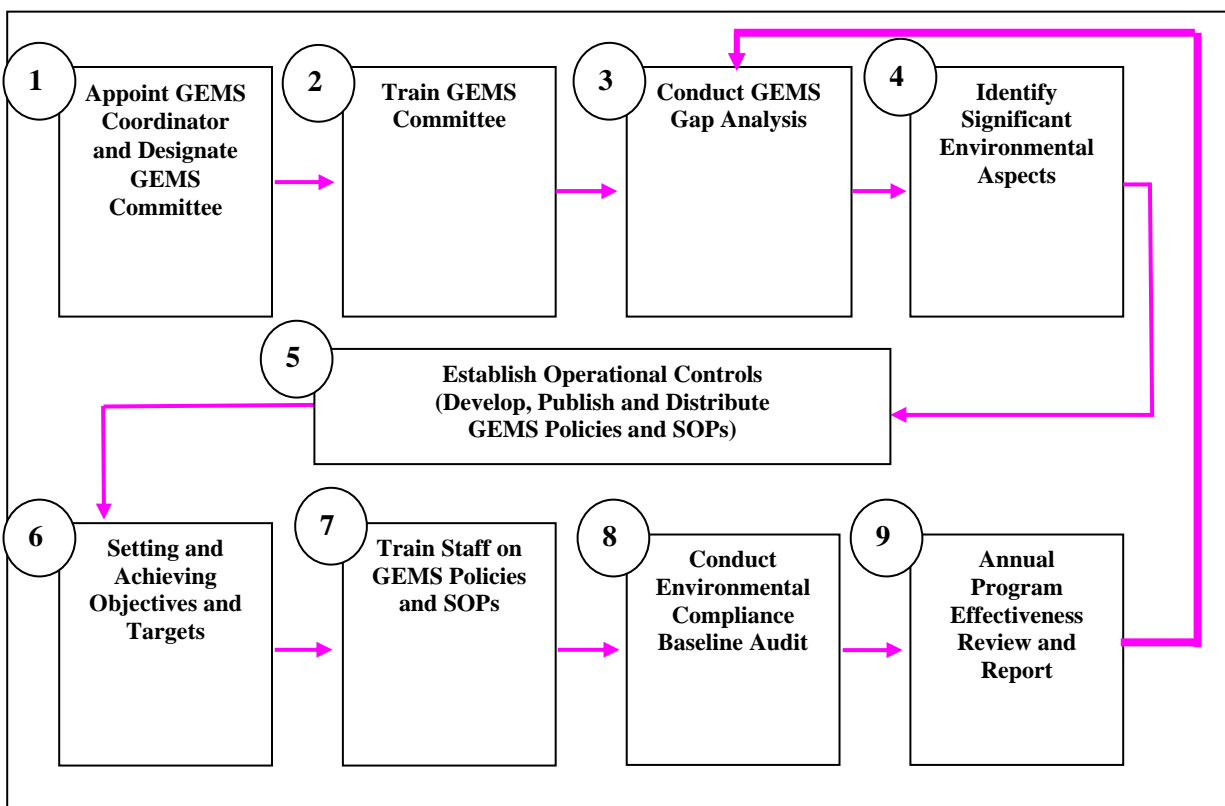 1
Appoint GEMS
Coordinator
and Designate
GEMS
Committee
2
Train GEMS
Committee
3
Conduct GEMS
Gap Analysis
4
Identify
Significant
Environmental
Aspects
5
Establish Operational Controls
(Develop, Publish and Distribute
GEMS Policies and SOPs)
6
Setting and
Achieving
Objectives and
Targets
7
Train Staff on
GEMS Policies
and SOPs
8
Conduct
Environmental
Compliance
Baseline Audit
9
Annual
Program
Effectiveness
Review and
Report